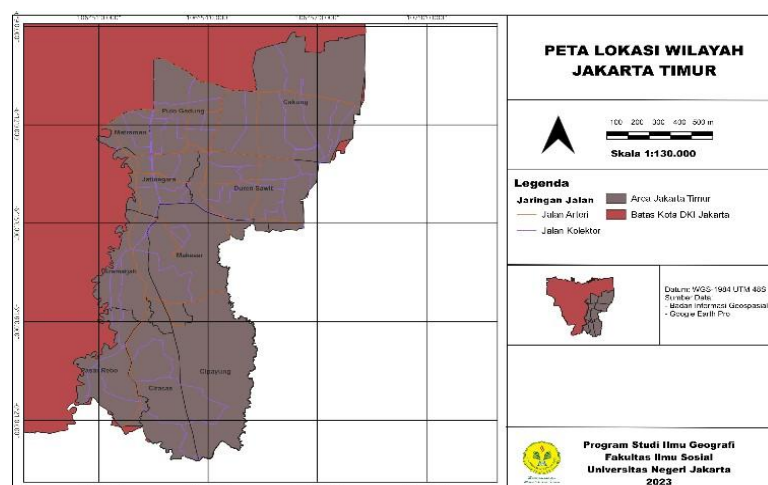 PETA LOKASI WILAYAH
JAKARTA TIMUR
100 200 300 400 500 m
Skala 1:130.000
Legenda
Jaringan Jalan
Jalan Arteri
Jalan Kolektor
Area Jakarta Timur
Batas Kota DKI Jakarta
Datum: WGS-1984 UTM 48S
Sumber Data
- Badan Informasi Geospasial
- Google Earth Pro
Program Studi Ilmu Geografi
Fakultas Ilmu Sosial
Universitas Negeri Jakarta
2023
Cakung
Pulo Gadung
Matraman
Jatinegara
Duren Sawit
Makasar
Kramatjati
Pasar Rebo
Ciracas
Cipayung